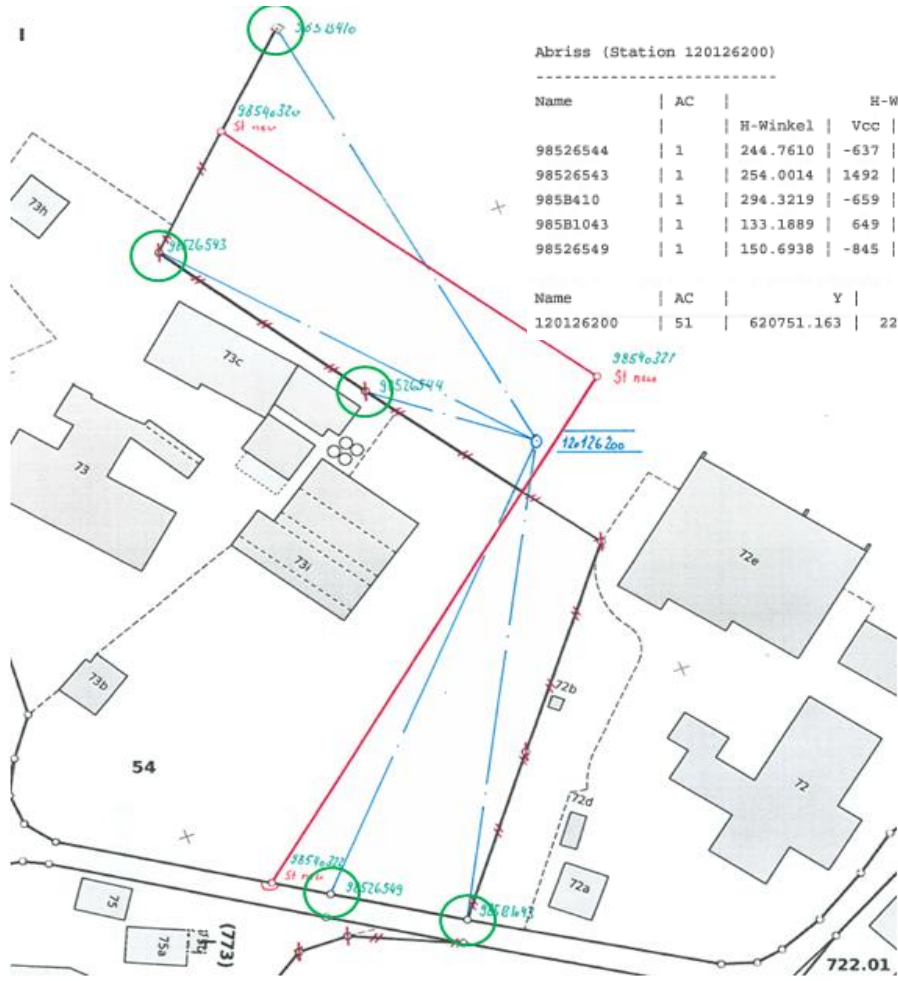 I
985B410
Abriss (Station 120126200)
---------------------------
Name | AC | H-W
| | H-Winkel | Vcc |
98526544 | 1 | 244.7610 | -637 |
98526543 | 1 | 254.0014 | 1492 |
985B410 | 1 | 294.3219 | -659 |
985B1043 | 1 | 133.1889 | 649 |
98526549 | 1 | 150.6938 | -845 |
Name | AC | Y |
120126200 | 51 | 620751.163 | 22
98540320
St neu
73h
98526543
98540321
St neu
73c
98526544
120126200
73
72e
73i
73b
72b
54
72
72d
98540322
St neu
98526549
72a
985B1043
75
75a
(773)
722.01